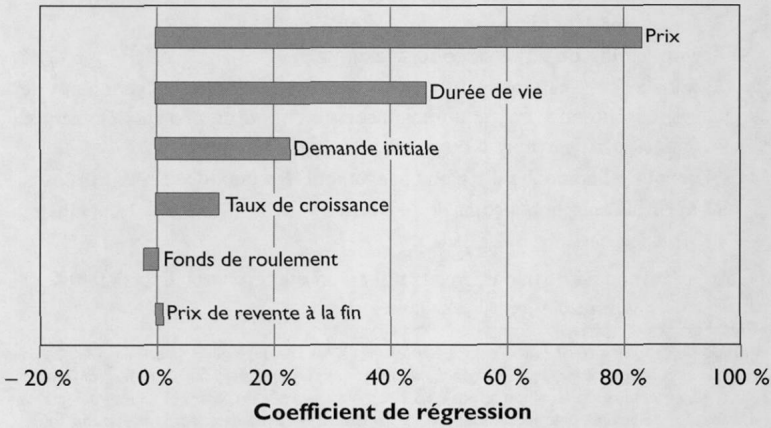 Prix
Durée de vie
Demande initiale
Taux de croissance
Fonds de roulement
Prix de revente à la fin
– 20 % 0 % 20 % 40 % 60 % 80 % 100 %
Coefficient de régression